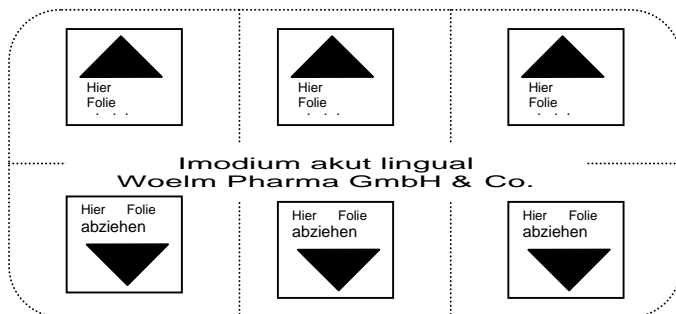 Hier
Folie
Hier
Folie
Hier
Folie
Imodium akut lingual
Woelm Pharma GmbH & Co.
Hier Folie
abziehen
Hier Folie
abziehen
Hier Folie
abziehen